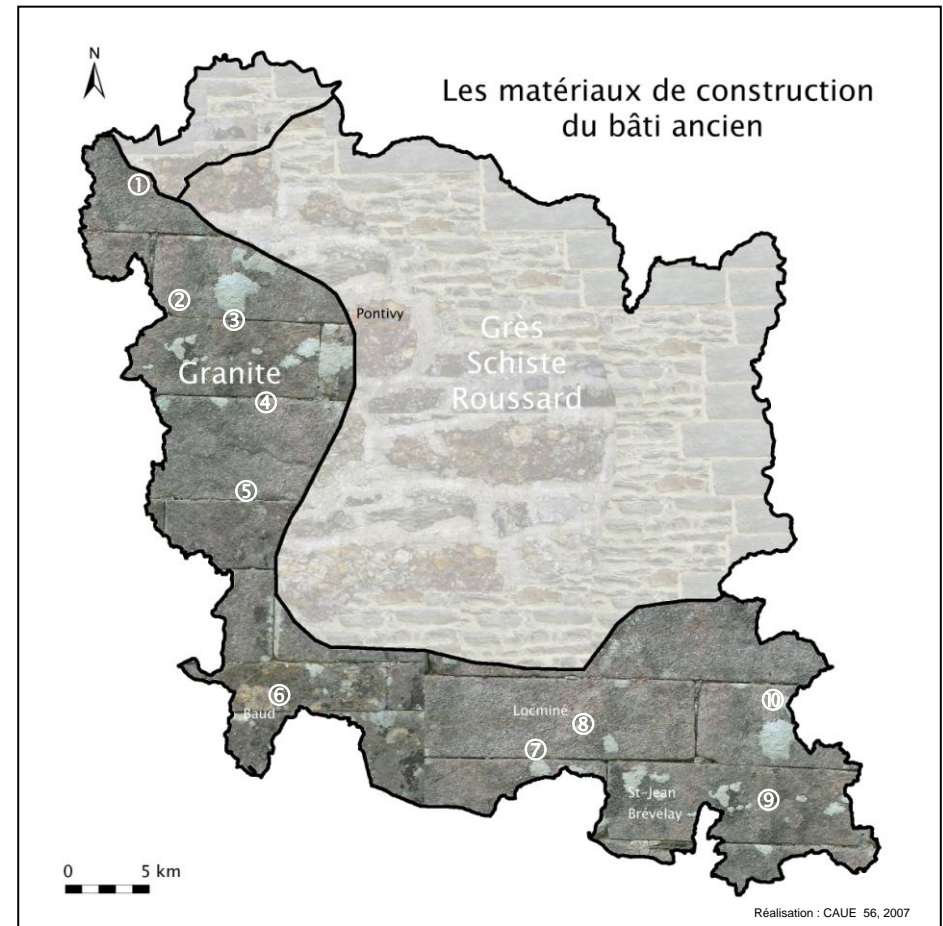 N
Les matériaux de construction
du bâti ancien
①
②
③
Pontivy
Grès
Schiste
Roussard
Granite
④
⑤
⑥
Baud
Locminé
⑧
⑦
⑩
St-Jean
Brévelay
⑨
0 5 km
Réalisation : CAUE 56, 2007